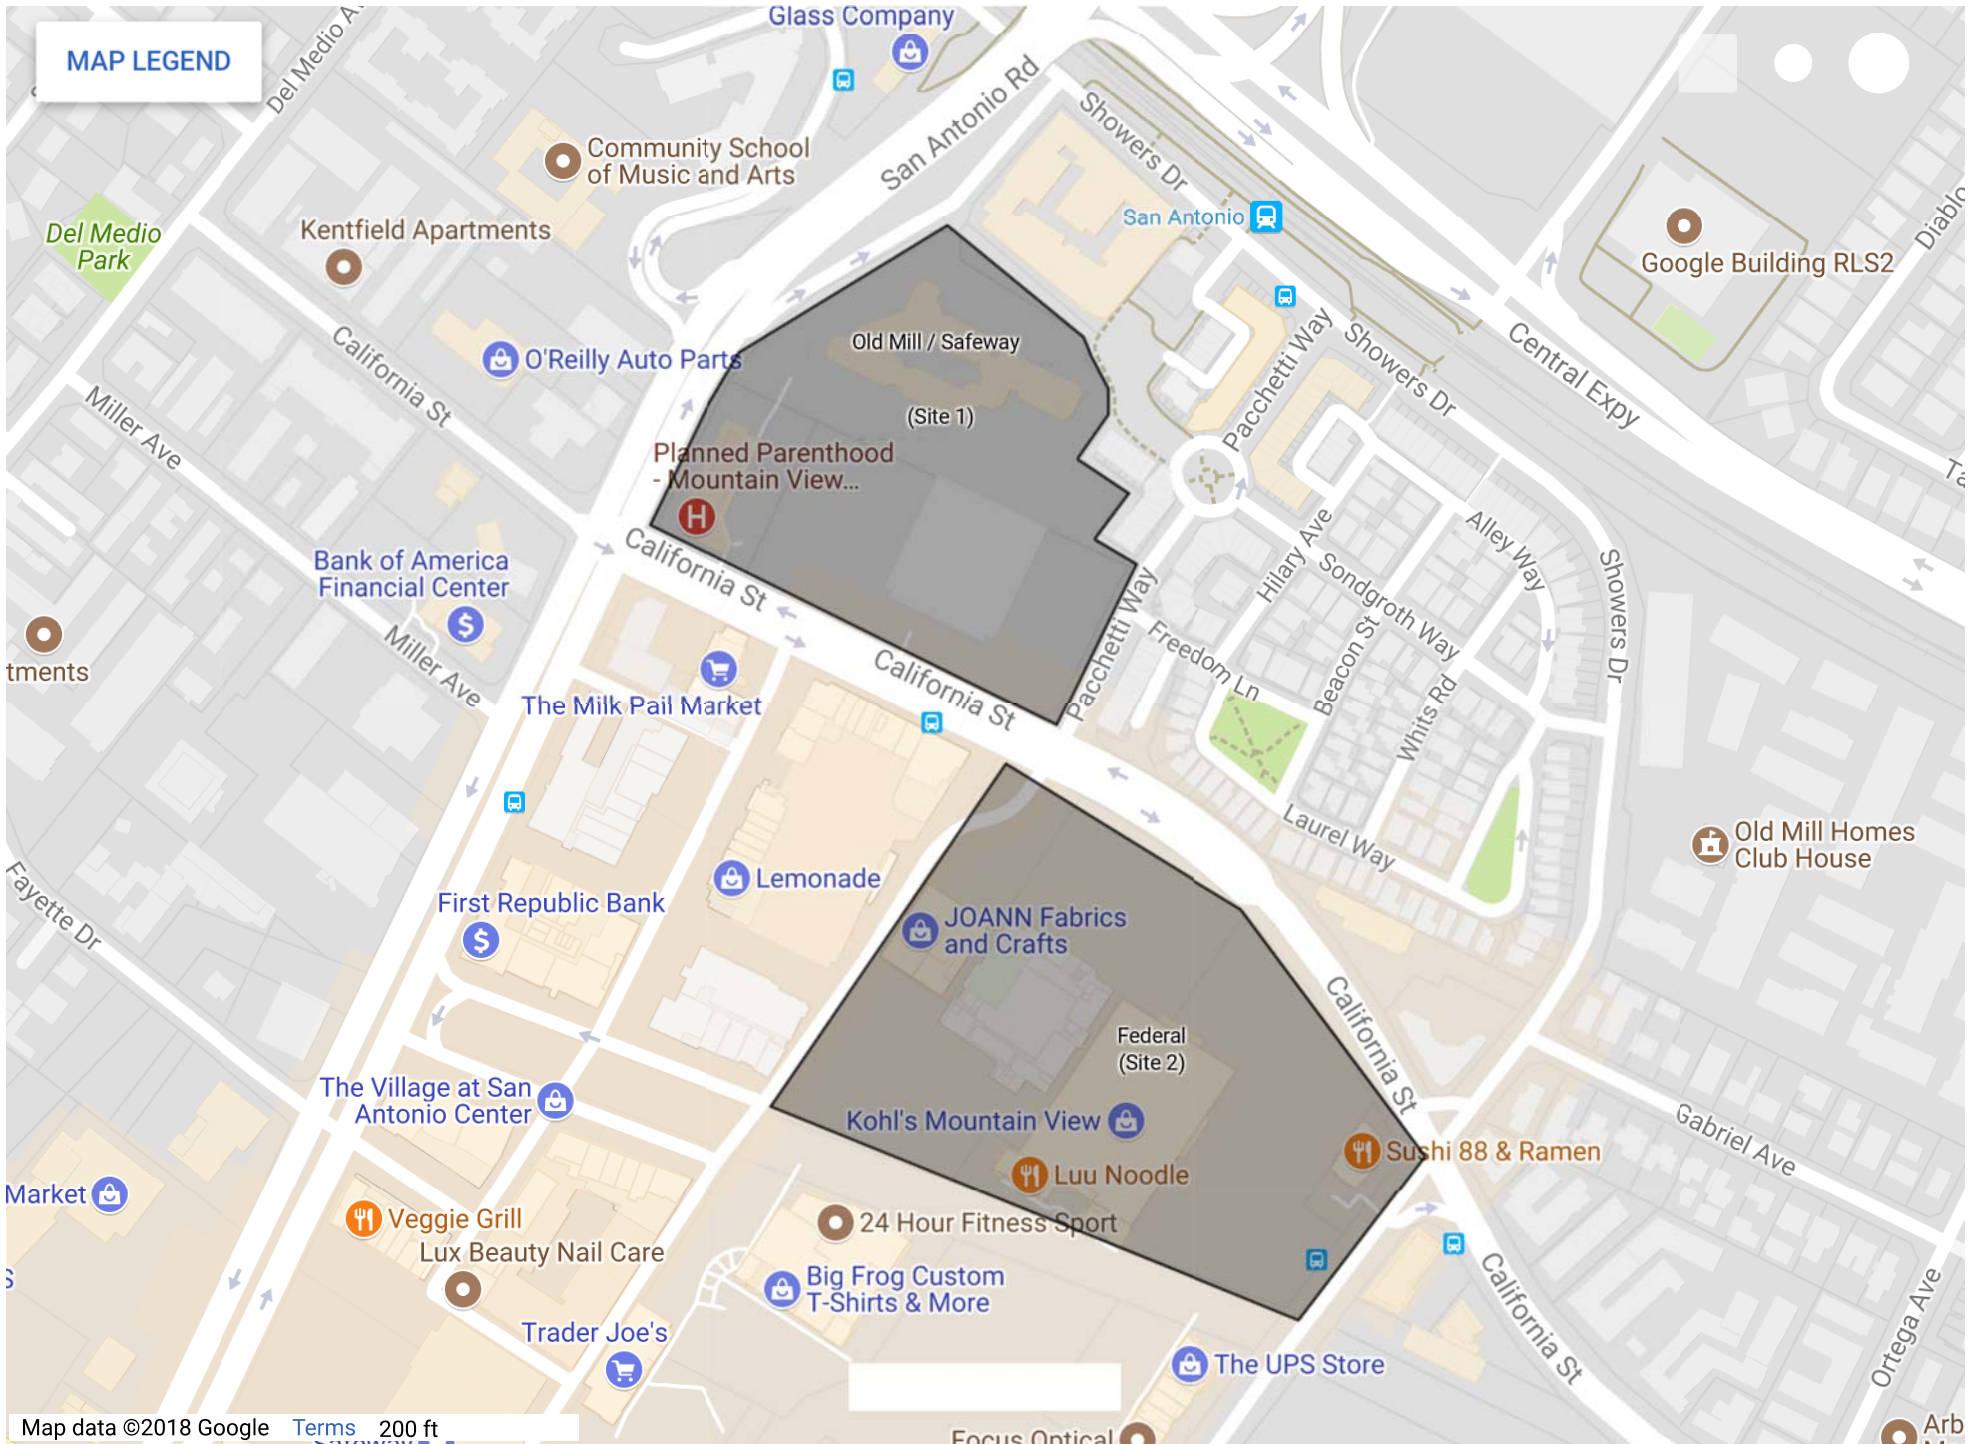 Glass Company
MAP LEGEND
Del Medio A
San Antonio Rd
Showers Dr
Community School
of Music and Arts
San Antonio
Diablo
Del Medio
Park
Kentfield Apartments
Google Building RLS2
California St
O'Reilly Auto Parts
Old Mill / Safeway
(Site 1)
Pacchetti Way
Showers Dr
Central Expy
Miller Ave
Planned Parenthood
- Mountain View...
Ta
California St
Bank of America
Financial Center
Hilary Ave
Alley Way
Sondgroth Way
Showers Dr
tments
Miller Ave
The Milk Pail Market
California St
Pacchetti Way
Freedom Ln
Beacon St
Whits Rd
Laurel Way
Old Mill Homes
Club House
Fayette Dr
First Republic Bank
Lemonade
JOANN Fabrics
and Crafts
Federal
(Site 2)
California St
The Village at San
Antonio Center
Kohl's Mountain View
Luu Noodle
Sushi 88 & Ramen
Gabriel Ave
Market
Veggie Grill
Lux Beauty Nail Care
24 Hour Fitness Sport
Big Frog Custom
T-Shirts & More
S
Trader Joe's
The UPS Store
California St
Ortega Ave
Map data ©2018 Google Terms 200 ft
Safeway
Focus Optical
Arb